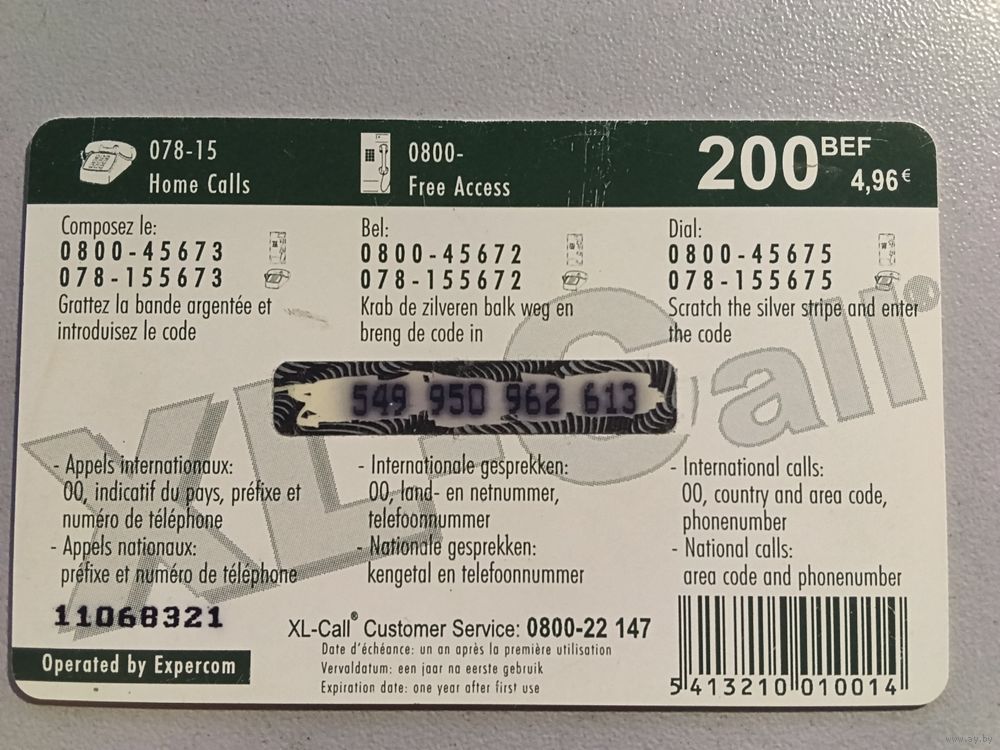 078-15
Home Calls
0800-
Free Access
200 BEF
4,96€
Composez le:
0800-45673
078-155673
Grattez la bande argentée et
introduisez le code
Bel:
0800-45672
078-155672
Krab de zilveren balk weg en
breng de code in
Dial:
0800-45675
078-155675
Scratch the silver stripe and enter
the code
XL-Call®
549 950 962 613
- Appels internationaux:
00, indicatif du pays, préfixe et
numéro de téléphone
- Appels nationaux:
préfixe et numéro de téléphone
- Internationale gesprekken:
00, land- en netnummer,
telefoonnummer
- Nationale gesprekken:
kengetal en telefoonnummer
- International calls:
00, country and area code,
phonenumber
- National calls:
area code and phonenumber
11068321
Operated by Expercom
XL-Call® Customer Service: 0800-22 147
Date d'échéance: un an après la première utilisation
Vervaldatum: een jaar na eerste gebruik
Expiration date: one year after first use
5 413210 010014
www.ay.by